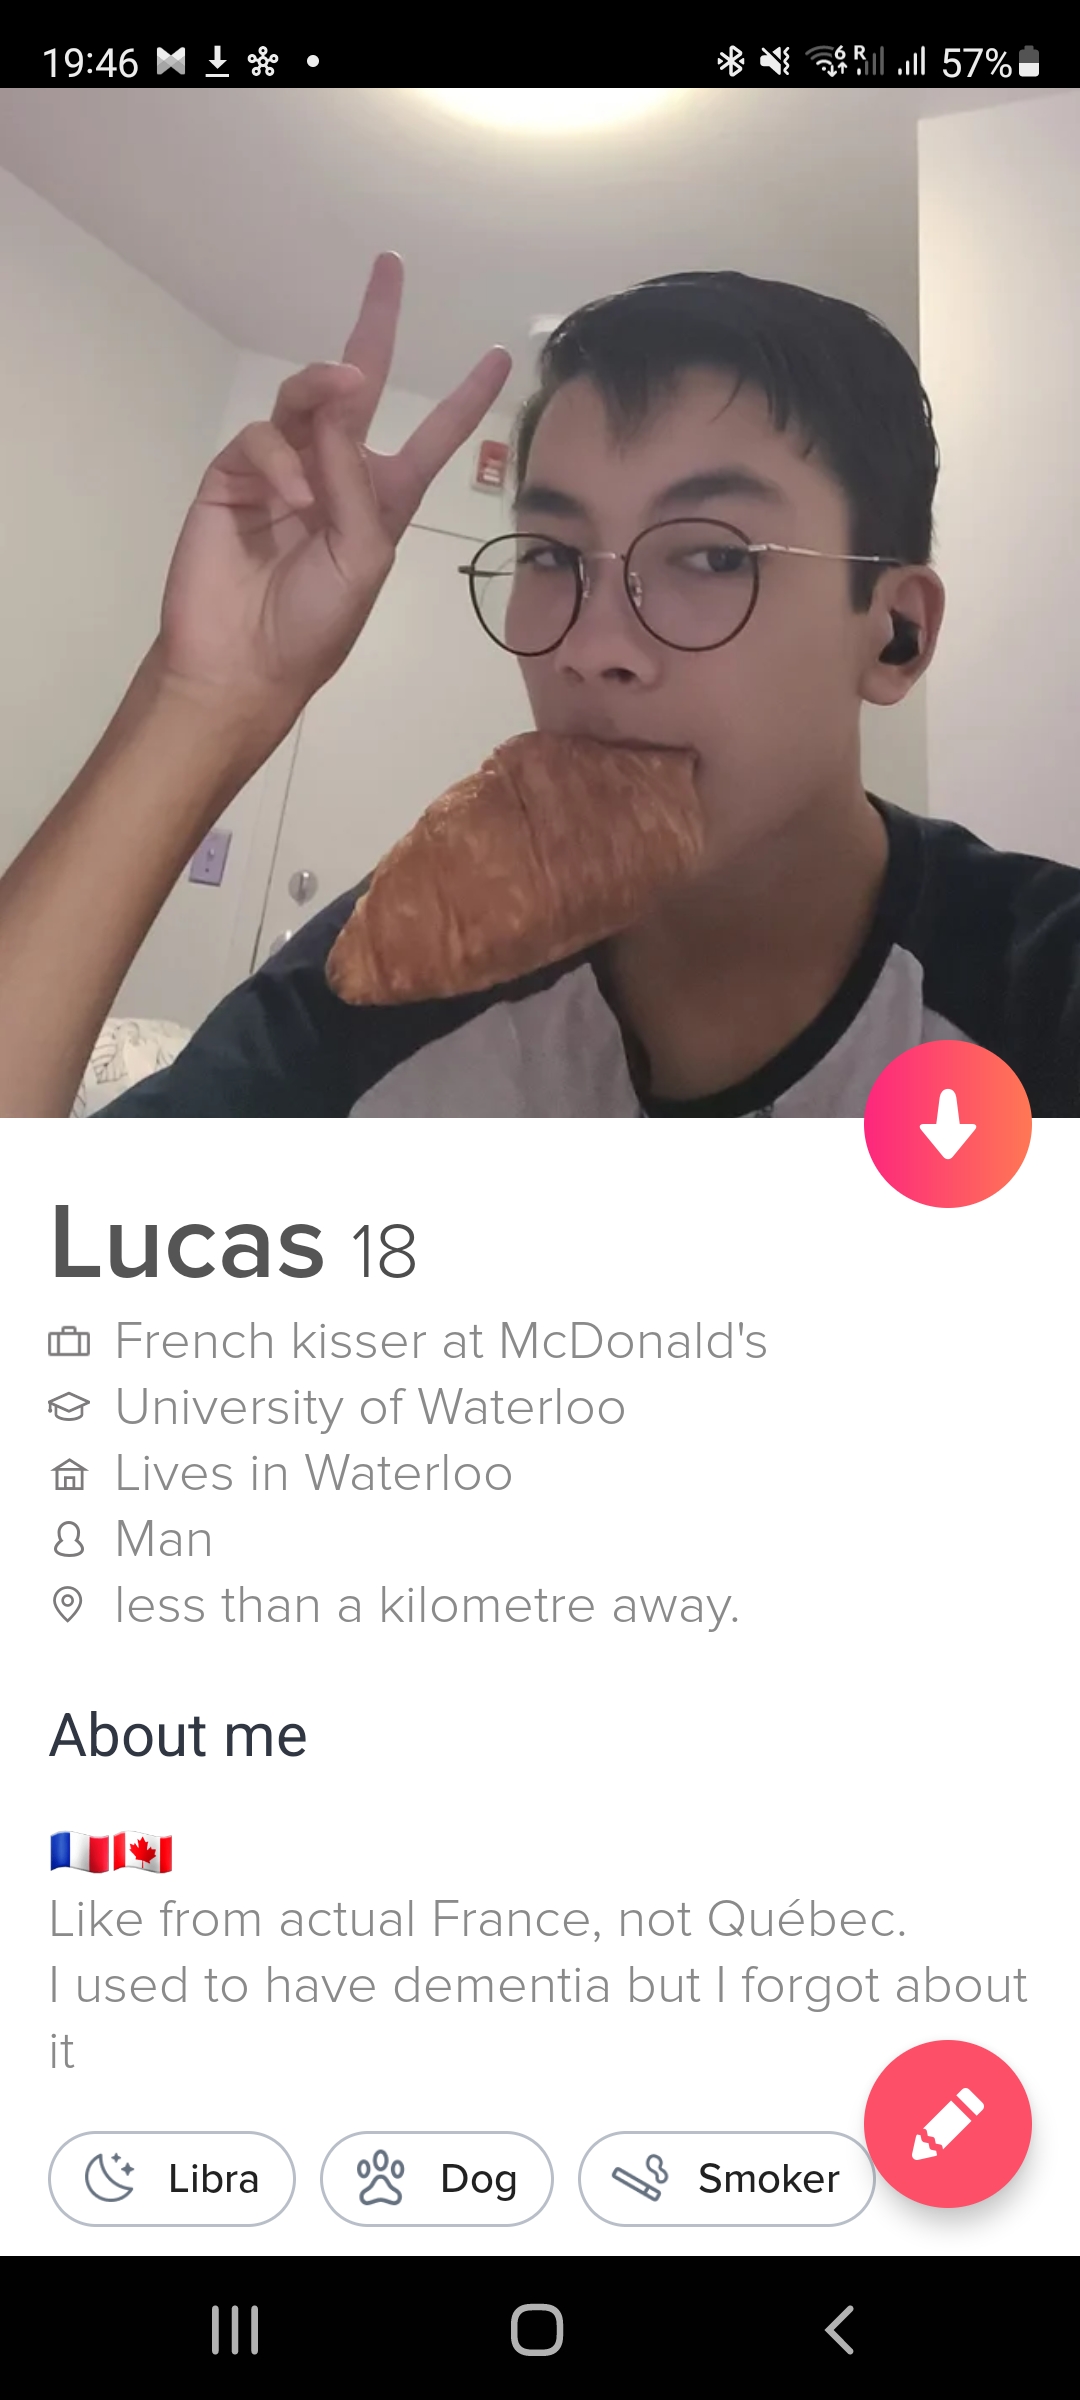 19:46
6 R 57%
Lucas 18
French kisser at McDonald's
University of Waterloo
Lives in Waterloo
Man
less than a kilometre away.
About me
🇫🇷🇨🇦
Like from actual France, not Québec.
I used to have dementia but I forgot about
it
Libra Dog Smoker